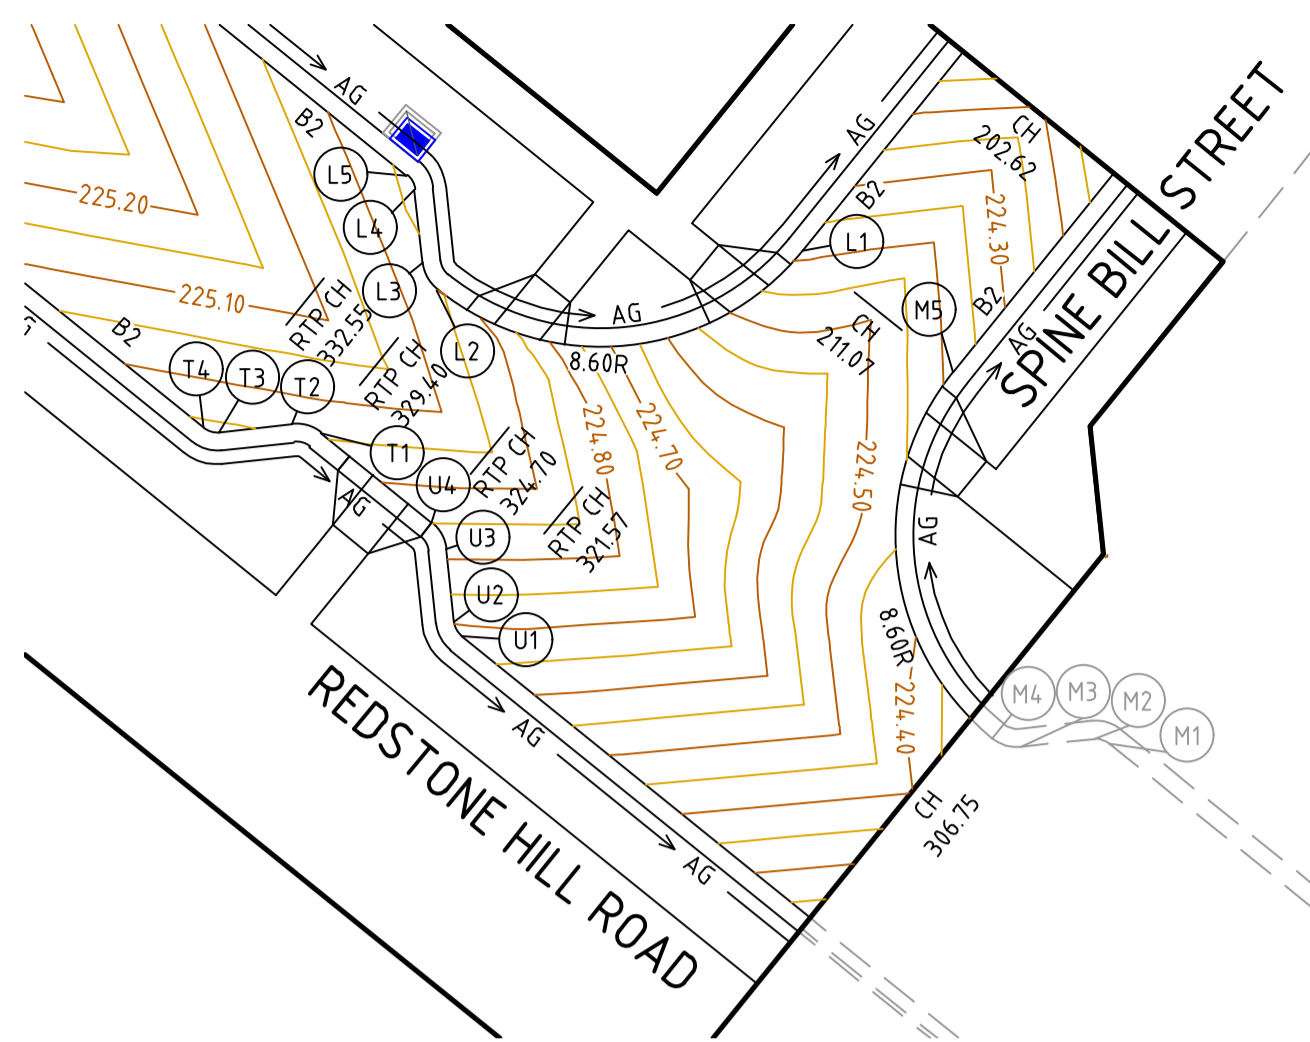 AG
B2
L5
L4
L3
L2
225.20
225.10
RTP CH
332.55
RTP CH
329.40
RTP CH
324.70
RTP CH
321.57
B2
T4
T3
T2
T1
U4
U3
U2
U1
AG
AG
8.60R
AG
B2
L1
CH
202.62
224.30
B2
M5
AG
CH
211.07
224.80
224.70
224.50
AG
8.60R
224.40
SPINE BILL STREET
M4
M3
M2
M1
CH
306.75
AG
AG
REDSTONE HILL ROAD